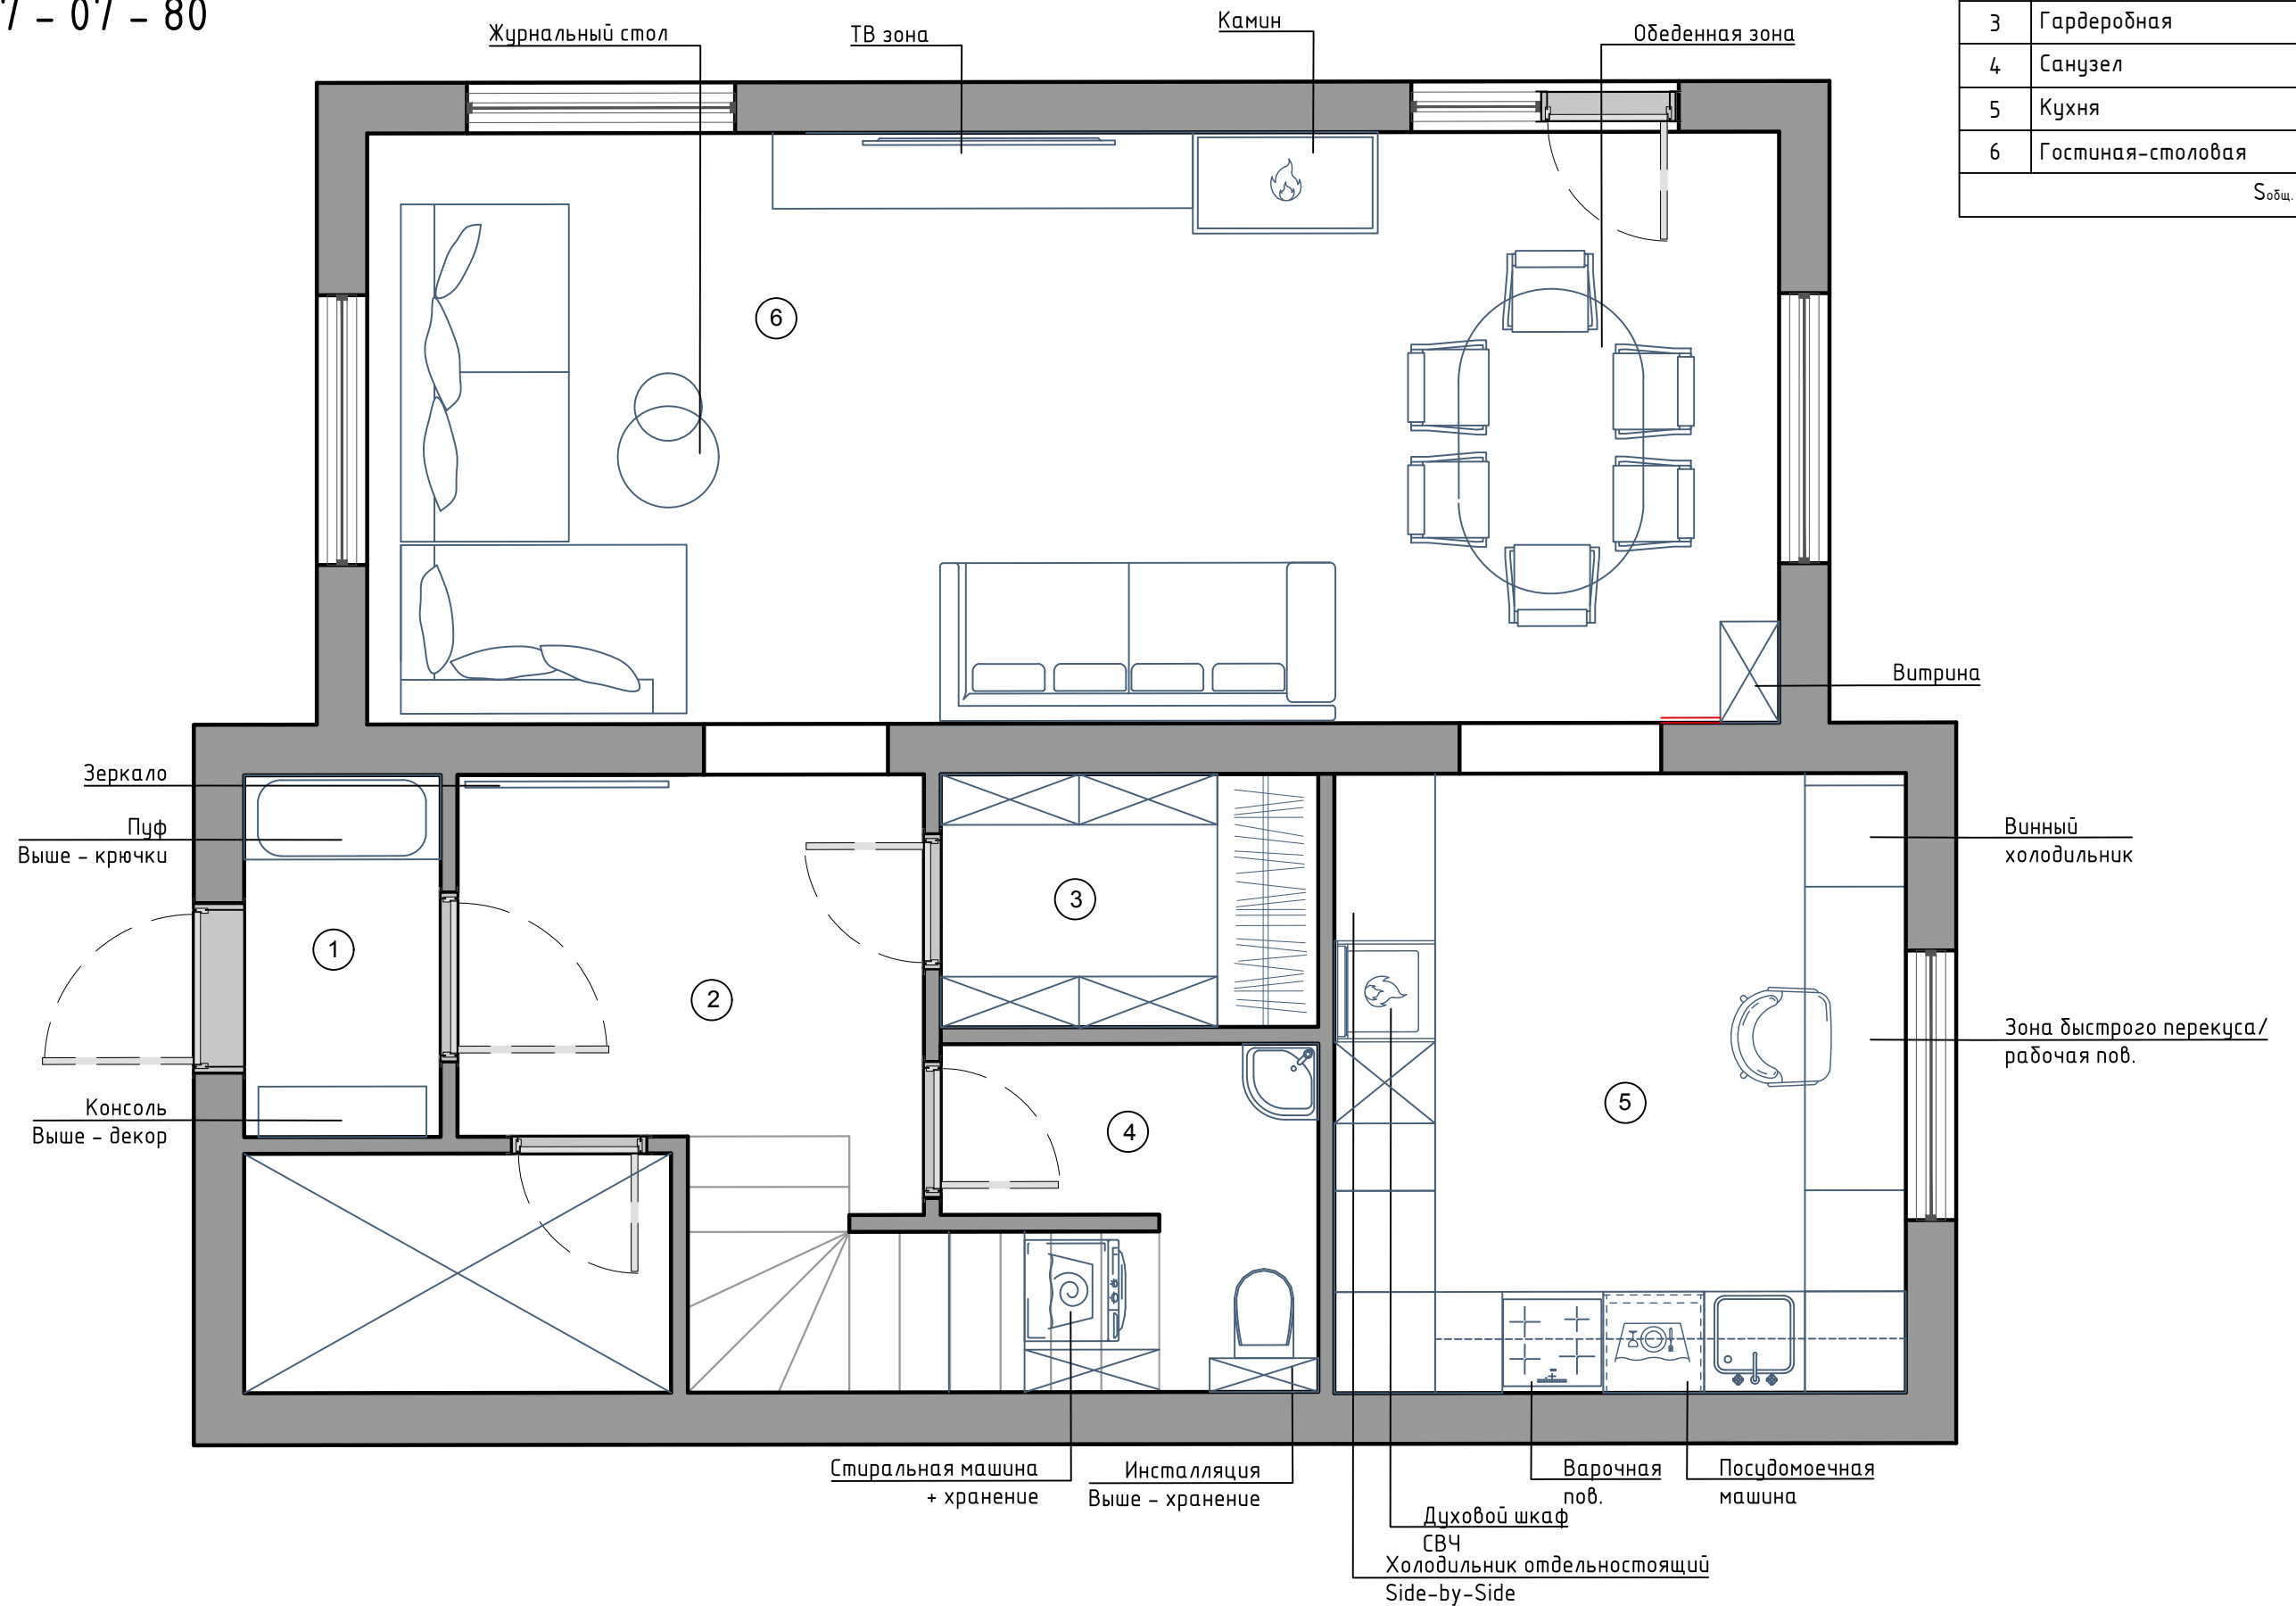 7 - 07 - 80
Журнальный стол
ТВ зона
Камин
Обеденная зона
3 Гардеробная
4 Санузел
5 Кухня
6 Гостиная-столовая
Sобщ.
6
Витрина
Зеркало
Пуф
Выше - крючки
Винный
холодильник
3
1
2
Зона быстрого перекуса/
рабочая пов.
5
4
Консоль
Выше - декор
Стиральная машина
+ хранение
Инсталляция
Выше - хранение
Варочная
пов.
Посудомоечная
машина
Духовой шкаф
СВЧ
Холодильник отдельностоящий
Side-by-Side